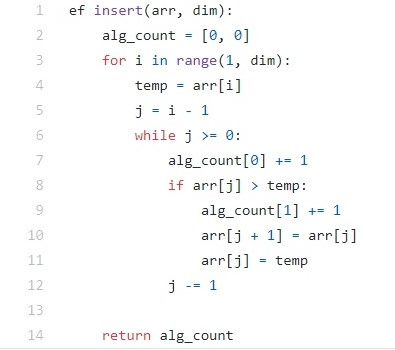 1 ef insert(arr, dim):
2     alg_count = [0, 0]
3     for i in range(1, dim):
4         temp = arr[i]
5         j = i - 1
6         while j >= 0:
7             alg_count[0] += 1
8             if arr[j] > temp:
9                 alg_count[1] += 1
10                 arr[j + 1] = arr[j]
11                 arr[j] = temp
12             j -= 1
13
14     return alg_count